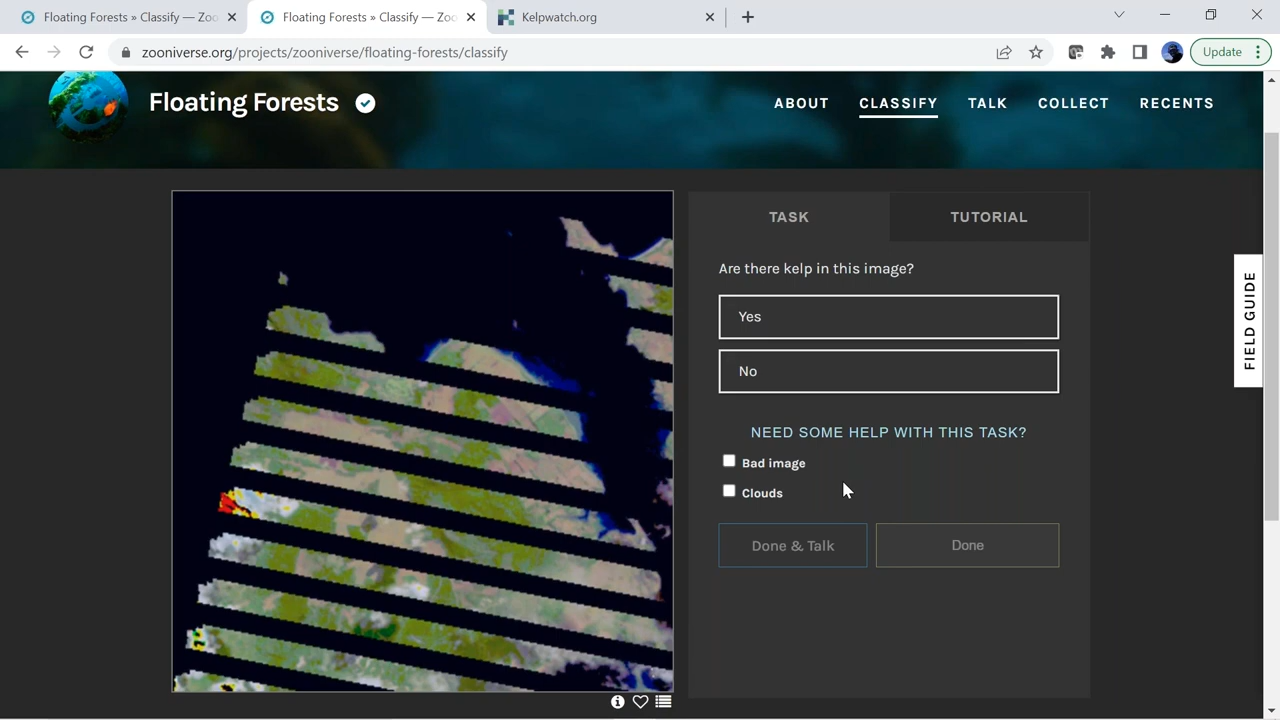 Floating Forests » Classify — Zoo
Floating Forests » Classify — Zoo
Kelpwatch.org
zooniverse.org/projects/zooniverse/floating-forests/classify
Update
Floating Forests
ABOUT
CLASSIFY
TALK
COLLECT
RECENTS
TASK
TUTORIAL
Are there kelp in this image?
Yes
No
NEED SOME HELP WITH THIS TASK?
Bad image
Clouds
Done & Talk
Done
FIELD GUIDE